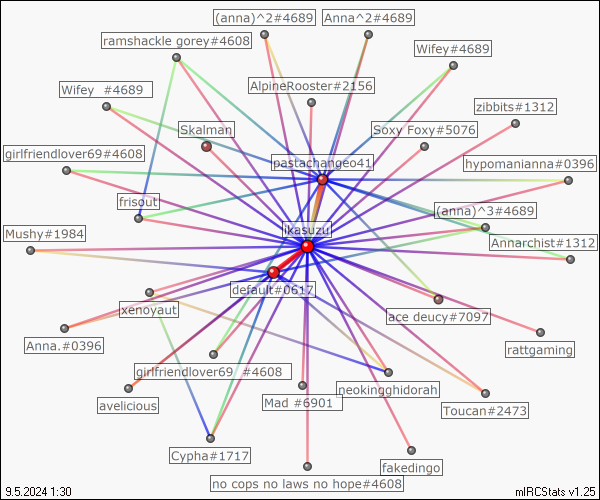 (anna)^2#4689
Anna^2#4689
ramshackle gorey#4608
Wifey#4689
Wifey  #4689
AlpineRooster#2156
zibbits#1312
Skalman
Soxy Foxy#5076
girlfriendlover69#4608
pastachangeo41
hypomanianna#0396
frisout
(anna)^3#4689
Mushy#1984
ikasuzu
Annarchist#1312
default#0617
xenoyaut
ace deucy#7097
Anna.#0396
rattgaming
girlfriendlover69  #4608
neokingghidorah
avelicious
Mad #6901
Toucan#2473
Cypha#1717
fakedingo
no cops no laws no hope#4608
9.5.2024 1:30
mIRCStats v1.25